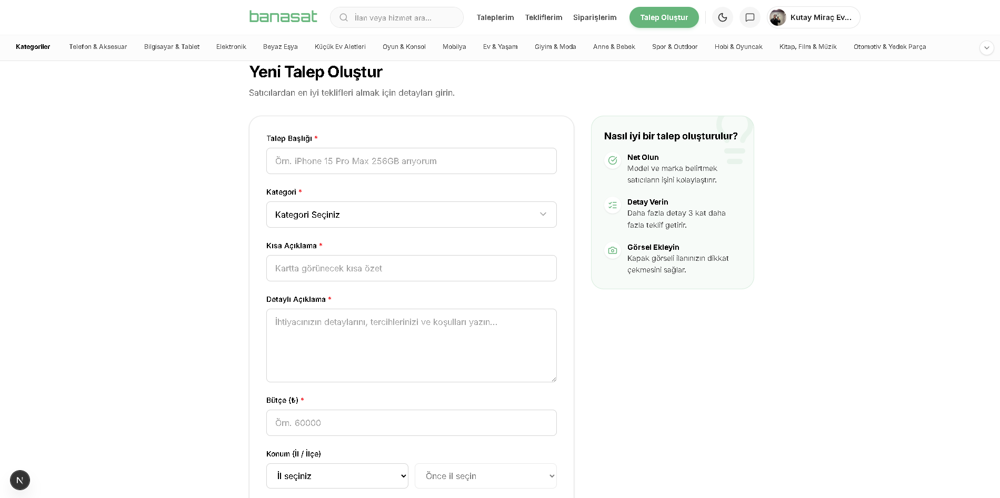 banasat
İlan veya hizmet ara...
Taleplerim
Tekliflerim
Siparişlerim
Talep Oluştur
Kutay Miraç Ev...
Kategoriler
Telefon & Aksesuar
Bilgisayar & Tablet
Elektronik
Beyaz Eşya
Küçük Ev Aletleri
Oyun & Konsol
Mobilya
Ev & Yaşam
Giyim & Moda
Anne & Bebek
Spor & Outdoor
Hobi & Oyuncak
Kitap, Film & Müzik
Otomotiv & Yedek Parça
Yeni Talep Oluştur
Satıcılardan en iyi teklifleri almak için detayları girin.
Talep Başlığı *
Örn. iPhone 15 Pro Max 256GB arıyorum
Kategori *
Kategori Seçiniz
Kısa Açıklama *
Kartta görünecek kısa özet
Detaylı Açıklama *
İhtiyacınızın detaylarını, tercihlerinizi ve koşulları yazın...
Bütçe (₺) *
Örn. 60000
Konum (İl / İlçe)
İl seçiniz
Önce il seçin
Nasıl iyi bir talep oluşturulur?
Net Olun
Model ve marka belirtmek
satıcıların işini kolaylaştırır.
Detay Verin
Daha fazla detay 3 kat daha
fazla teklif getirir.
Görsel Ekleyin
Kapak görseli ilanınızın dikkat
çekmesini sağlar.
N